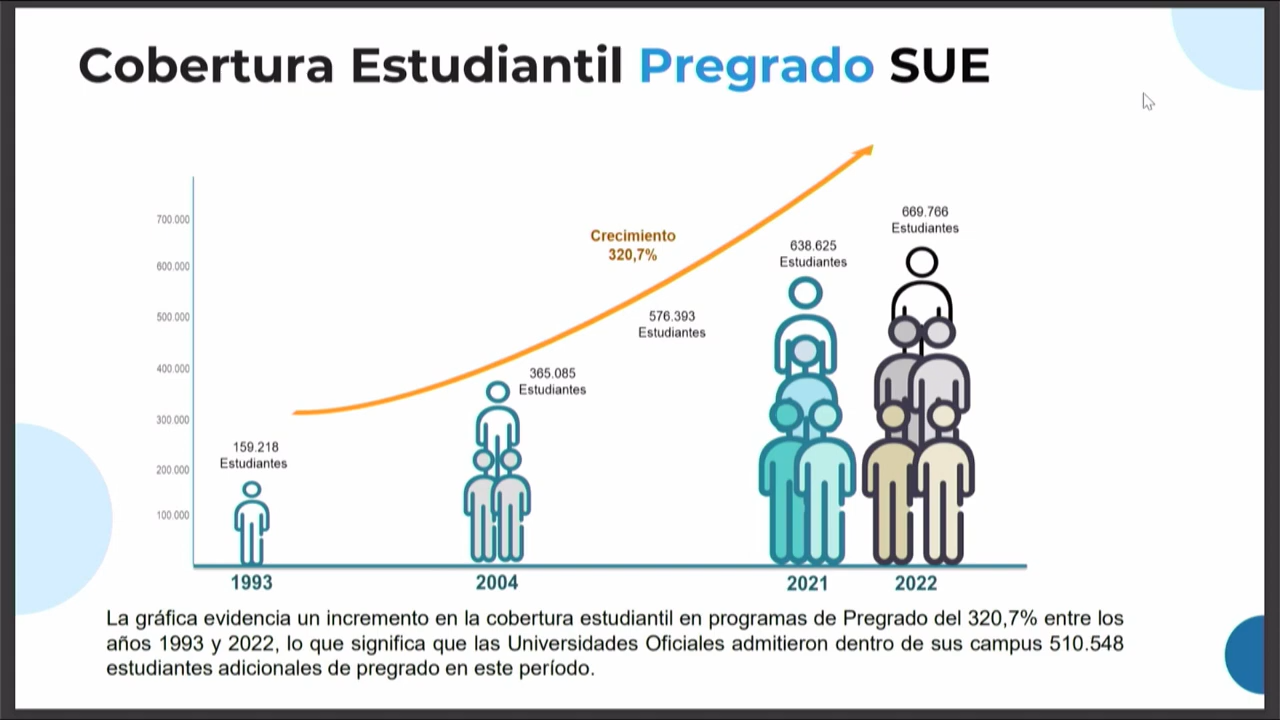 Cobertura Estudiantil Pregrado SUE
700.000
600.000
500.000
400.000
300.000
200.000
100.000
159.218
Estudiantes
365.085
Estudiantes
Crecimiento
320,7%
576.393
Estudiantes
638.625
Estudiantes
669.766
Estudiantes
1993
2004
2021
2022
La gráfica evidencia un incremento en la cobertura estudiantil en programas de Pregrado del 320,7% entre los
años 1993 y 2022, lo que significa que las Universidades Oficiales admitieron dentro de sus campus 510.548
estudiantes adicionales de pregrado en este período.